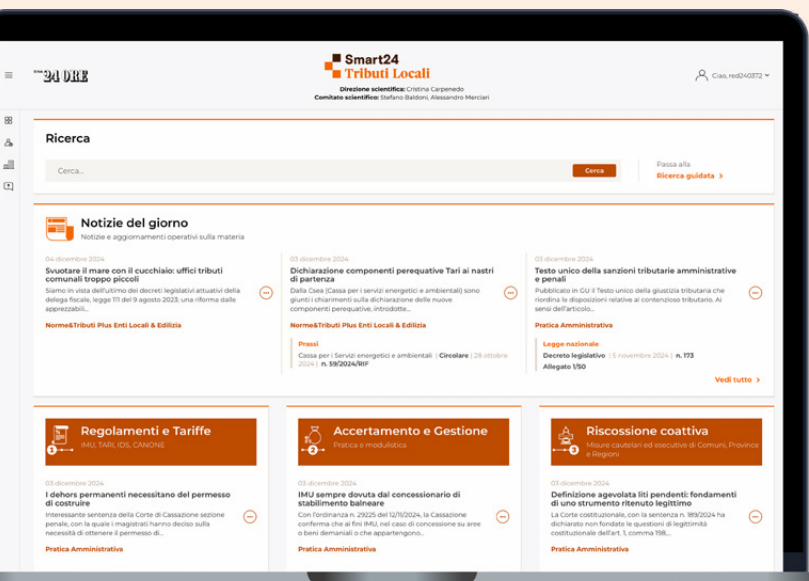 24 ORE
Smart24
Tributi Locali
Direzione scientifica: Cristina Carpenedo
Comitato scientifico: Stefano Baldoni, Alessandro Merciari
Ciao, red240372
Ricerca
Cerca...
Cerca
Passa alla
Ricerca guidata >
Notizie del giorno
Notizie e aggiornamenti operativi sulla materia
04 dicembre 2024
Svuotare il mare con il cucchiaio: uffici tributi
comunali troppo piccoli
Siamo in vista dell'ultimo dei decreti legislativi attuativi della
delega fiscale, legge 111 del 9 agosto 2023, una riforma dalle
apprezzabili...
Norme&Tributi Plus Enti Locali & Edilizia
03 dicembre 2024
Dichiarazione componenti perequative Tari ai nastri
di partenza
Dalla Csea (Cassa per i servizi energetici e ambientali) sono
giunti i chiarimenti sulla dichiarazione delle nuove
componenti perequative, introdotte...
Norme&Tributi Plus Enti Locali & Edilizia
Prassi
Cassa per i Servizi energetici e ambientali | Circolare | 28 ottobre
2024 | n. 59/2024/RIF
03 dicembre 2024
Testo unico della sanzioni tributarie amministrative
e penali
Pubblicato in GU il Testo unico della giustizia tributaria che
riordina le disposizioni relative al contenzioso tributario. Ai
sensi dell'articolo...
Pratica Amministrativa
Legge nazionale
Decreto legislativo | 5 novembre 2024 | n. 173
Allegato 1/50
Vedi tutto >
1
Regolamenti e Tariffe
IMU, TARI, IDS, CANONE
03 dicembre 2024
I dehors permanenti necessitano del permesso
di costruire
Interessante sentenza della Corte di Cassazione sezione
penale, con la quale i magistrati hanno deciso sulla
necessità di ottenere il permesso di...
Pratica Amministrativa
2
Accertamento e Gestione
Pratica e modulistica
03 dicembre 2024
IMU sempre dovuta dal concessionario di
stabilimento balneare
Con l'ordinanza n. 29225 del 12/11/2024, la Cassazione
conferma che ai fini IMU, nel caso di concessione su aree
o beni demaniali o che appartengono...
Pratica Amministrativa
3
Riscossione coattiva
Misure cautelari ed esecutive di Comuni, Province
e Regioni
03 dicembre 2024
Definizione agevolata liti pendenti: fondamenti
di uno strumento ritenuto legittimo
La Corte costituzionale, con la sentenza n. 189/2024 ha
dichiarato non fondate le questioni di legittimità
costituzionale dell'art. 1, comma 198,...
Pratica Amministrativa